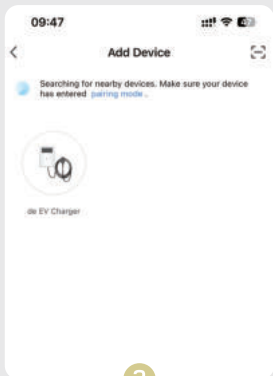 09:47
Add Device
Searching for nearby devices. Make sure your device
has entered pairing mode.
de EV Charger